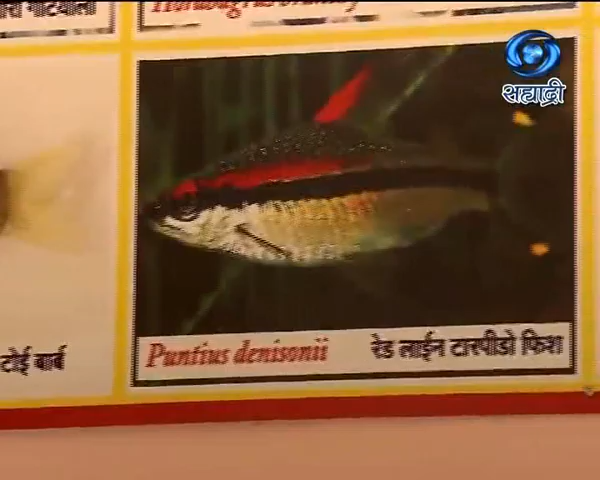 सह्याद्री
टोई बार्ब
Puntius denisonii रेड लाईन टारपीडो फिश